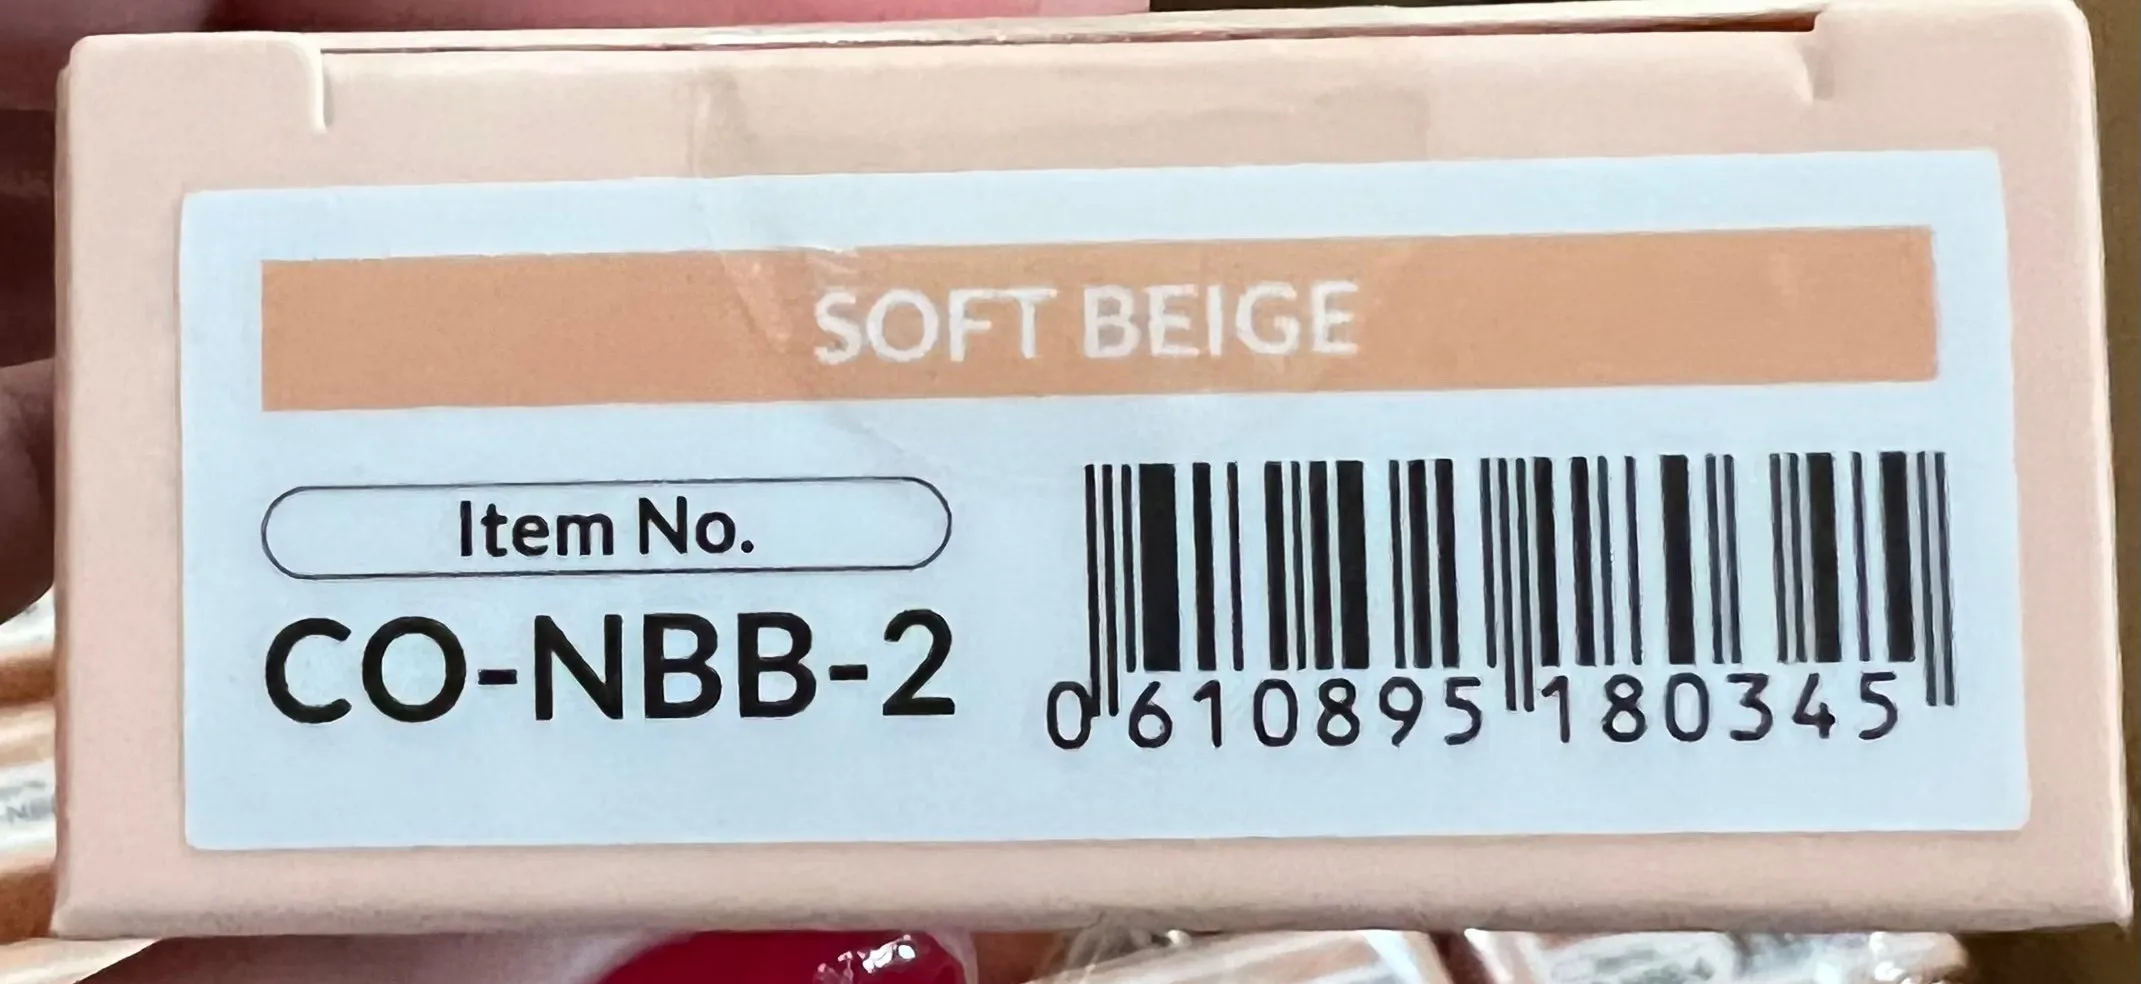 SOFT BEIGE
Item No.
CO-NBB-2
0 610895 180345